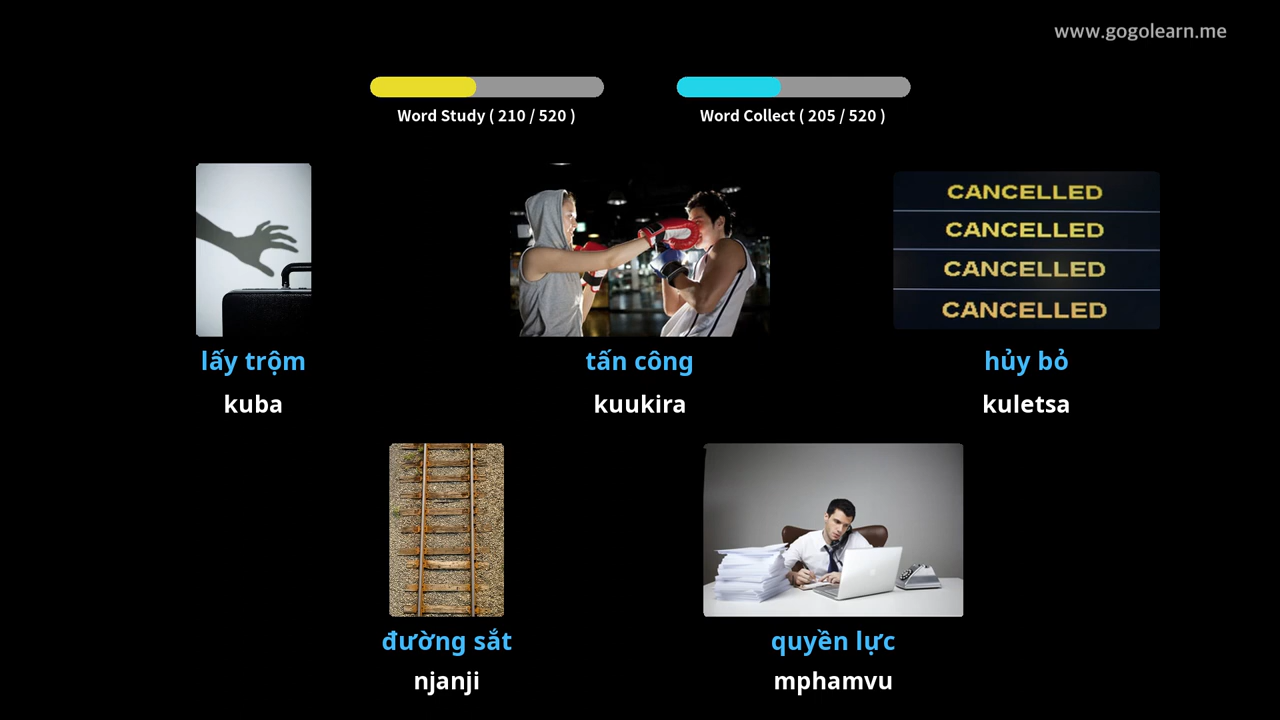 www.gogolearn.me
Word Study ( 210 / 520 )
Word Collect ( 205 / 520 )
CANCELLED
CANCELLED
CANCELLED
CANCELLED
lấy trộm
tấn công
hủy bỏ
kuba
kuukira
kuletsa
đường sắt
quyền lực
njanji
mphamvu